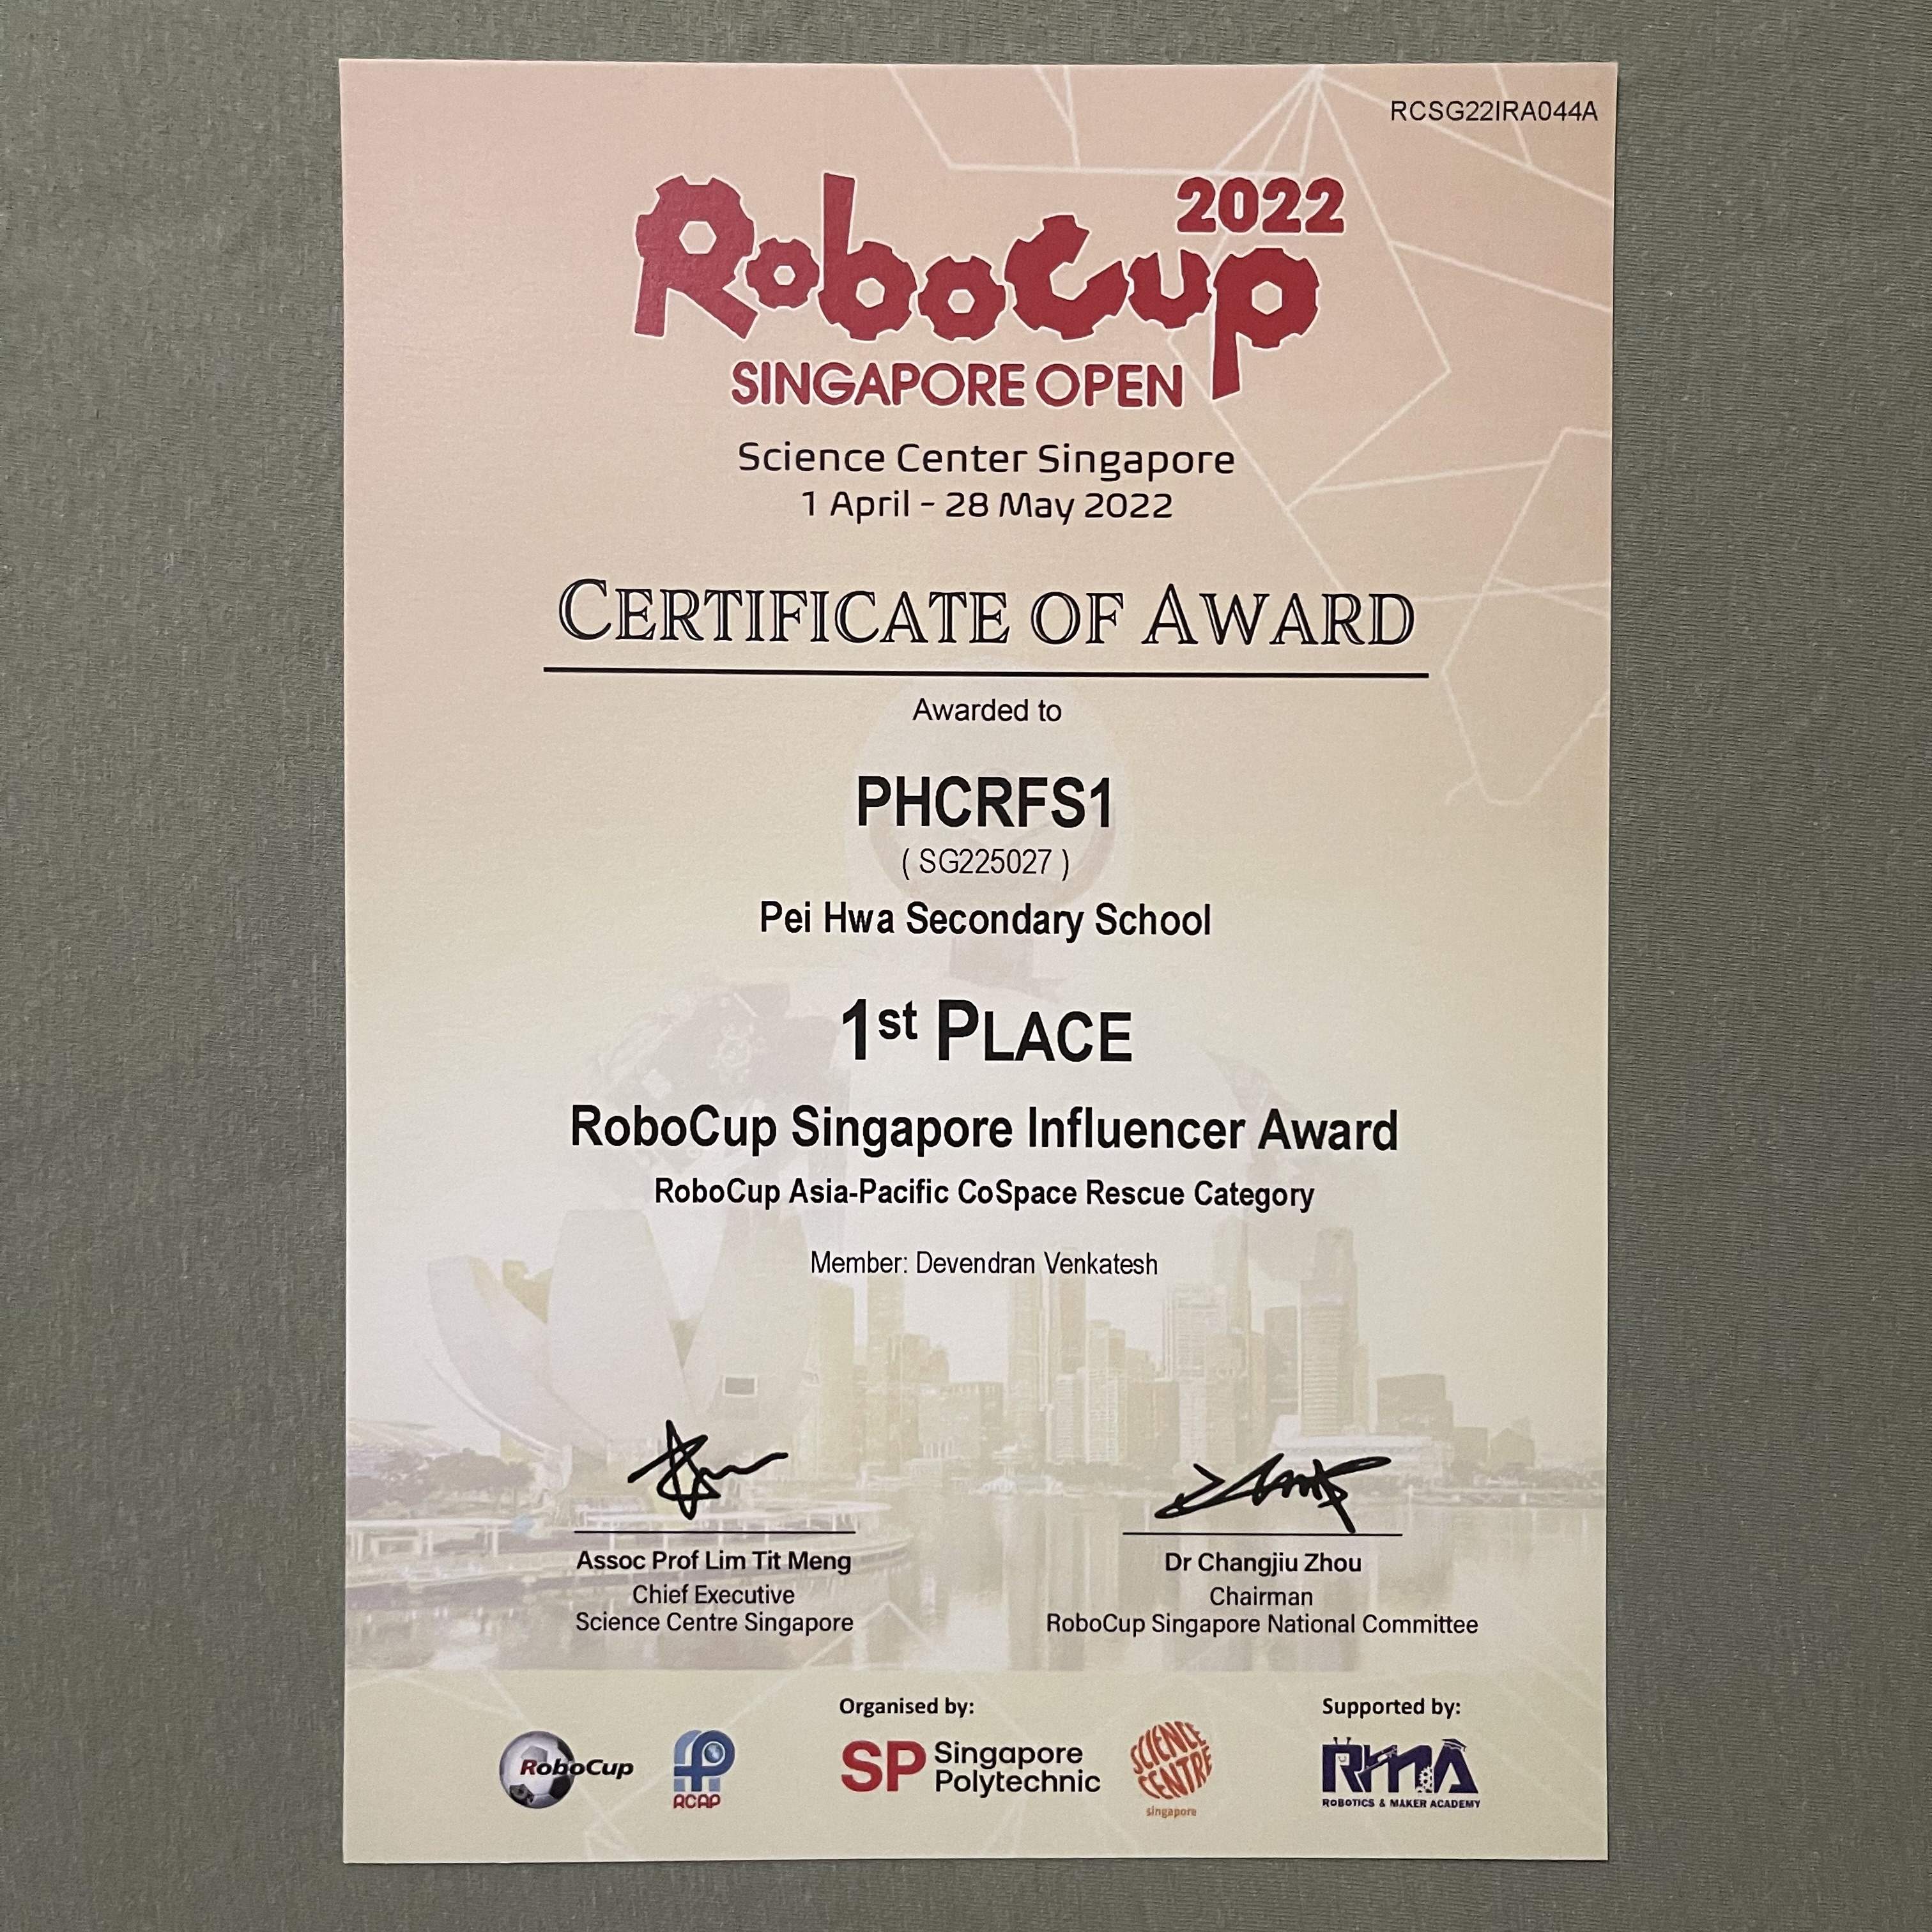 RCSG22IRA044A
2022
RoboCup
SINGAPORE OPEN
Science Center Singapore
1 April - 28 May 2022
CERTIFICATE OF AWARD
Awarded to
PHCRFS1
( SG225027 )
Pei Hwa Secondary School
1st PLACE
RoboCup Singapore Influencer Award
RoboCup Asia-Pacific CoSpace Rescue Category
Member: Devendran Venkatesh
Assoc Prof Lim Tit Meng
Chief Executive
Science Centre Singapore
Dr Changjiu Zhou
Chairman
RoboCup Singapore National Committee
Organised by:
Supported by:
RoboCup
RCAP
SP Singapore
Polytechnic
SCIENCE
CENTRE
singapore
RMA
ROBOTICS & MAKER ACADEMY